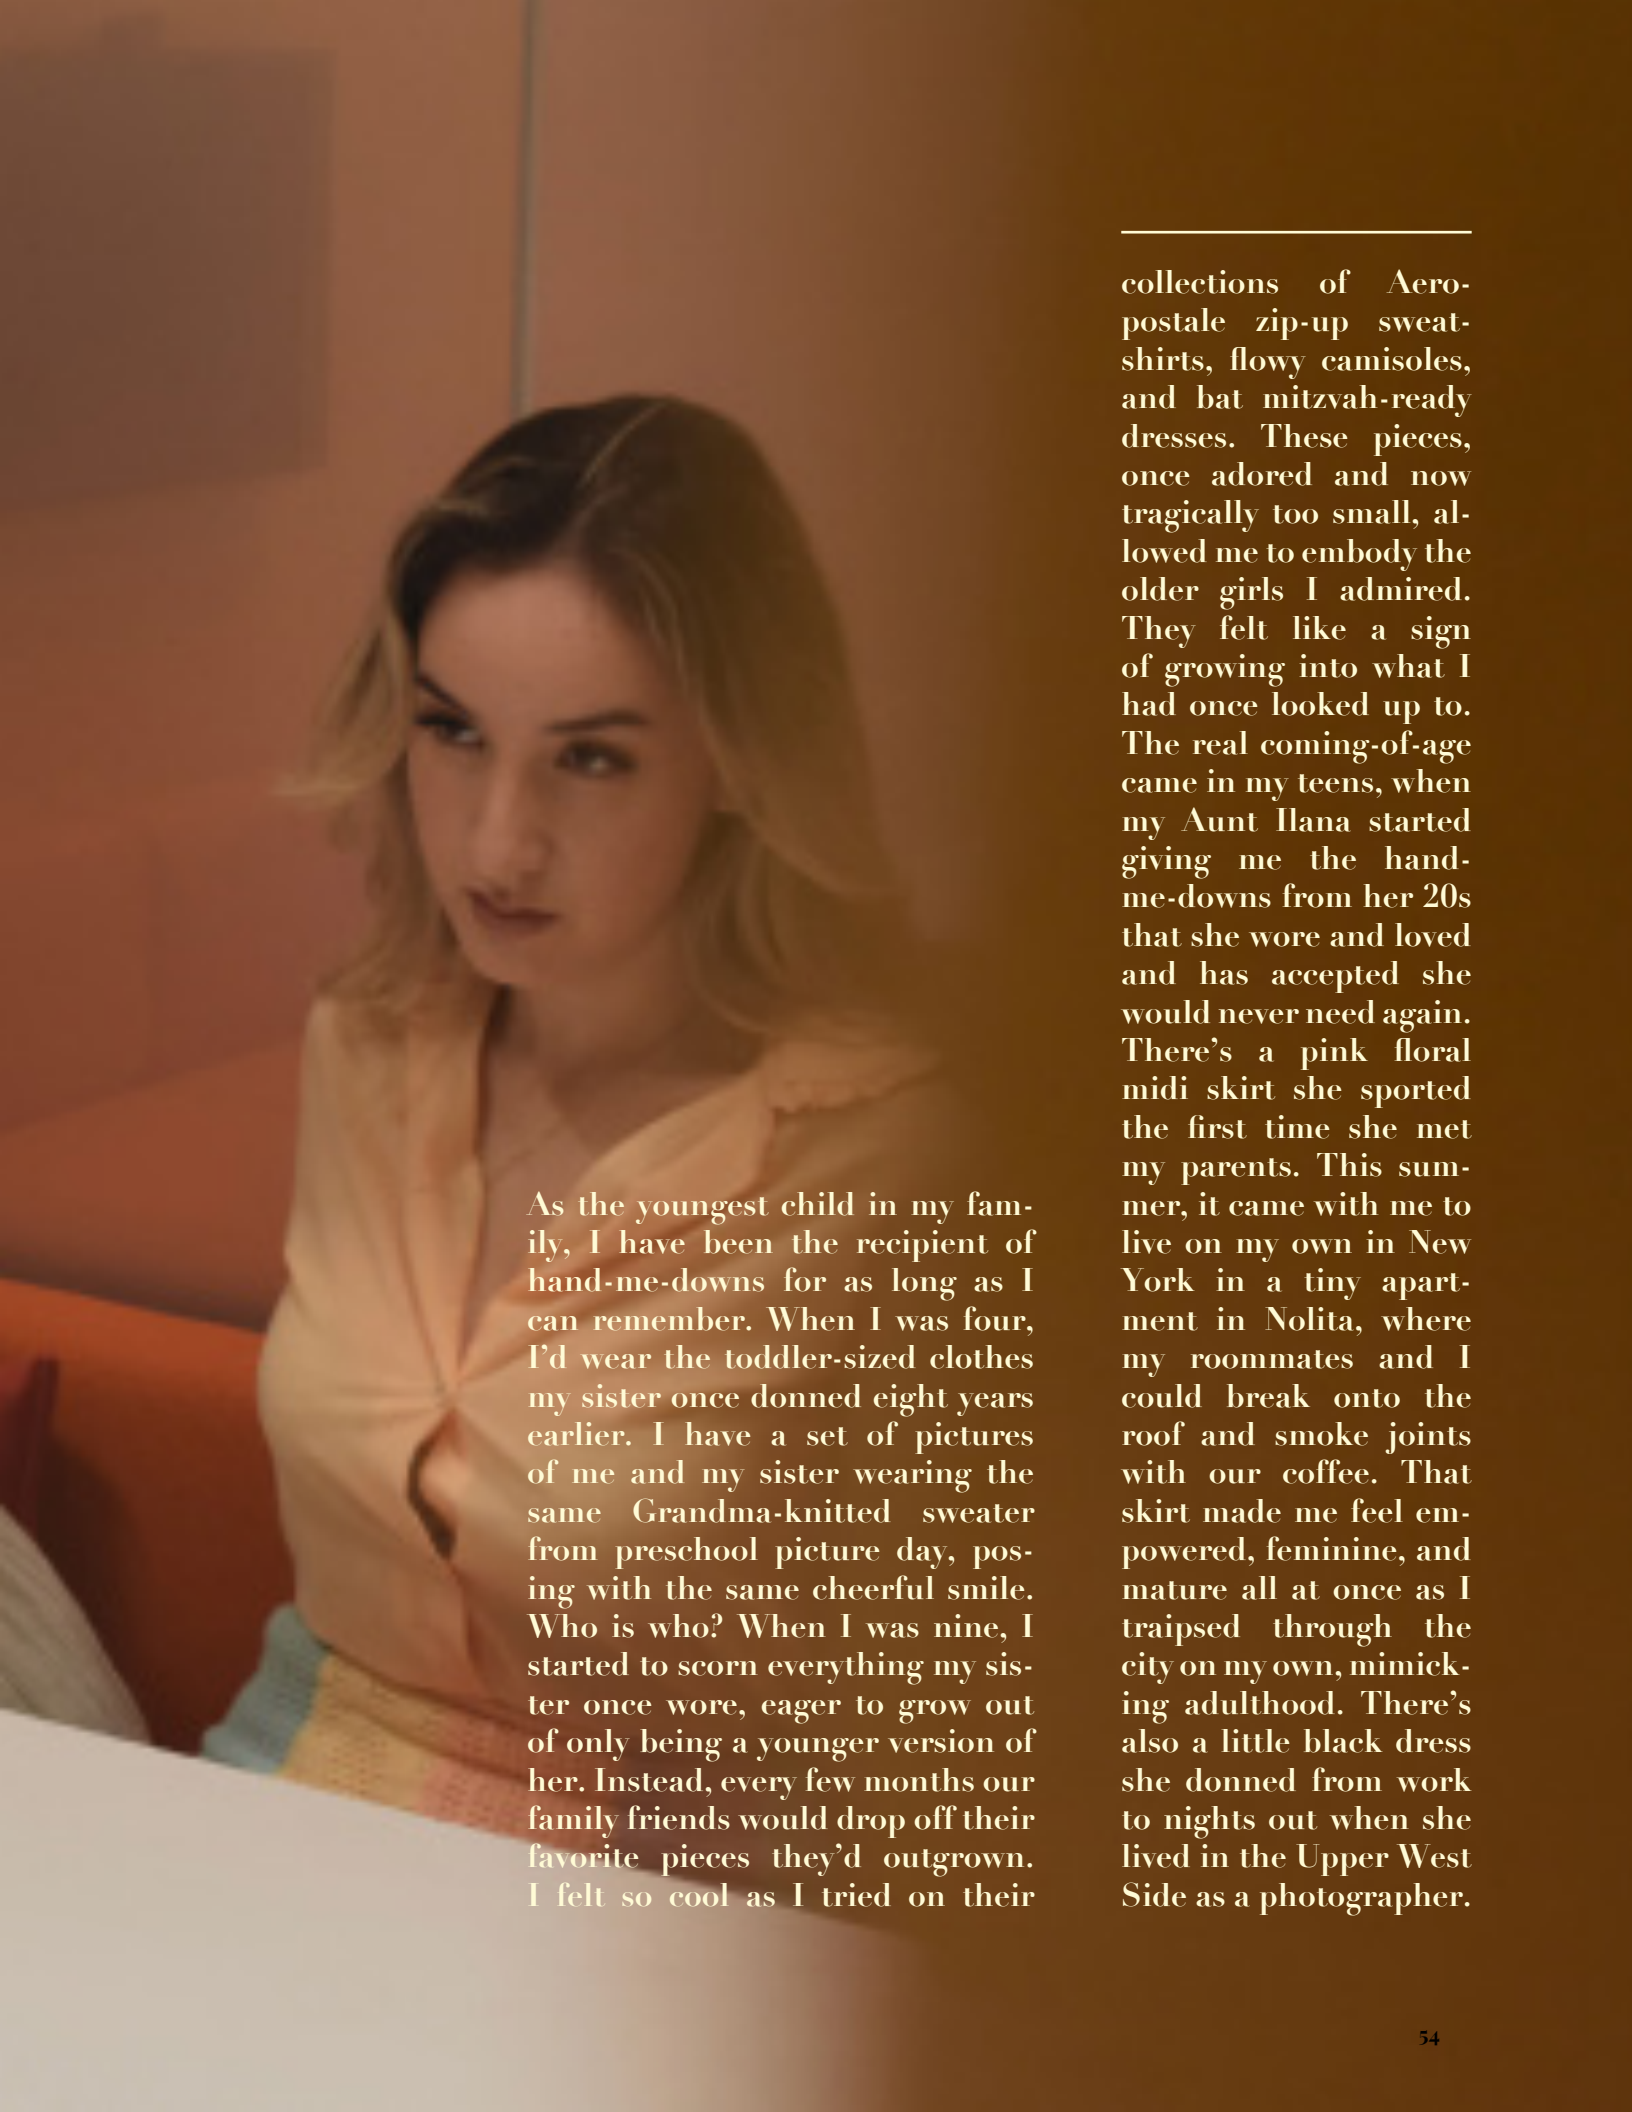 As the youngest child in my fam-
ily, I have been the recipient of
hand-me-downs for as long as I
can remember. When I was four,
I'd wear the toddler-sized clothes
my sister once donned eight years
earlier. I have a set of pictures
of me and my sister wearing the
same Grandma-knitted sweater
from preschool picture day, pos-
ing with the same cheerful smile.
Who is who? When I was nine, I
started to scorn everything my sis-
ter once wore, eager to grow out
of only being a younger version of
her. Instead, every few months our
family friends would drop off their
favorite pieces they'd outgrown.
I felt so cool as I tried on their
collections of Aero-
postale zip-up sweat-
shirts, flowy camisoles,
and bat mitzvah-ready
dresses. These pieces,
once adored and now
tragically too small, al-
lowed me to embody the
older girls I admired.
They felt like a sign
of growing into what I
had once looked up to.
The real coming-of-age
came in my teens, when
my Aunt Ilana started
giving me the hand-
me-downs from her 20s
that she wore and loved
and has accepted she
would never need again.
There's a pink floral
midi skirt she sported
the first time she met
my parents. This sum-
mer, it came with me to
live on my own in New
York in a tiny apart-
ment in Nolita, where
my roommates and I
could break onto the
roof and smoke joints
with our coffee. That
skirt made me feel em-
powered, feminine, and
mature all at once as I
traipsed through the
city on my own, mimick-
ing adulthood. There's
also a little black dress
she donned from work
to nights out when she
lived in the Upper West
Side as a photographer.
54